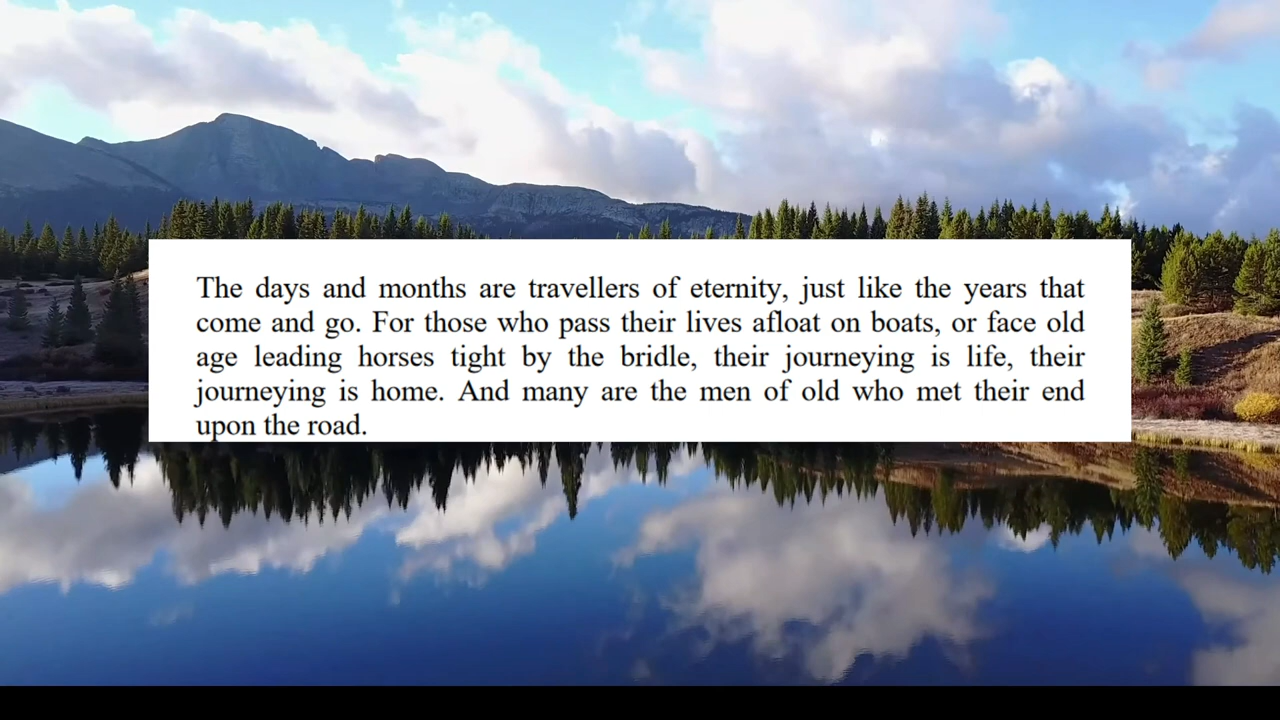 The days and months are travellers of eternity, just like the years that
come and go. For those who pass their lives afloat on boats, or face old
age leading horses tight by the bridle, their journeying is life, their
journeying is home. And many are the men of old who met their end
upon the road.